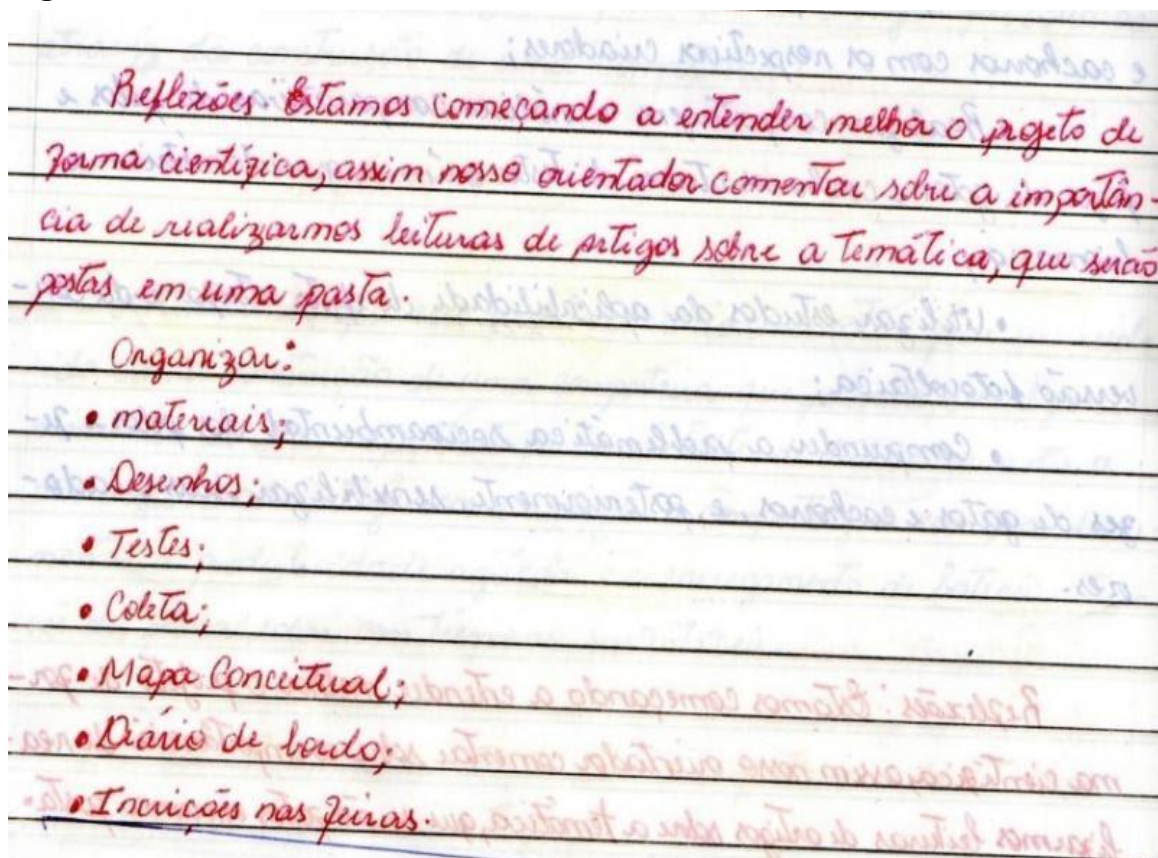 Reflexões Estamos começando a entender melhor o projeto de
forma científica, assim nosso orientador comentou sobre a importân-
cia de realizarmos leituras de artigos sobre a temática, que serão
postas em uma pasta.
Organizar:
• materiais;
• Desenhos;
• Testes;
• Coleta;
• Mapa Conceitual;
• Diário de bordo;
• Incrições nas feiras.